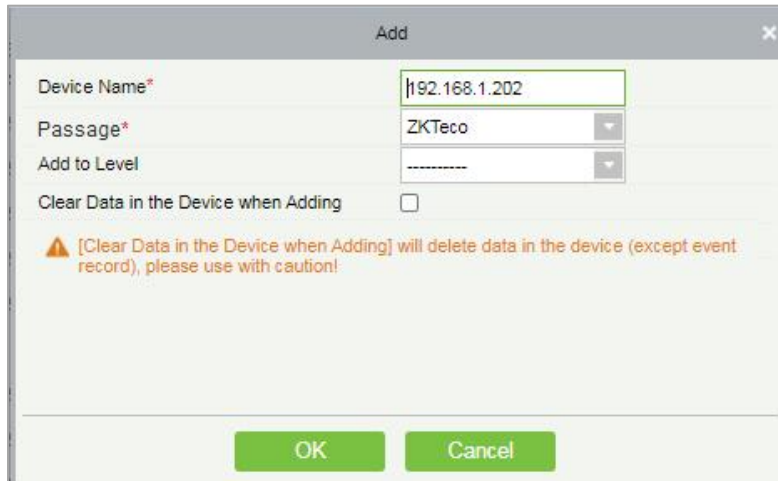 Add
Device Name* 192.168.1.202
Passage* ZKTeco
Add to Level ----------
Clear Data in the Device when Adding
[Clear Data in the Device when Adding] will delete data in the device (except event
record), please use with caution!
OK Cancel